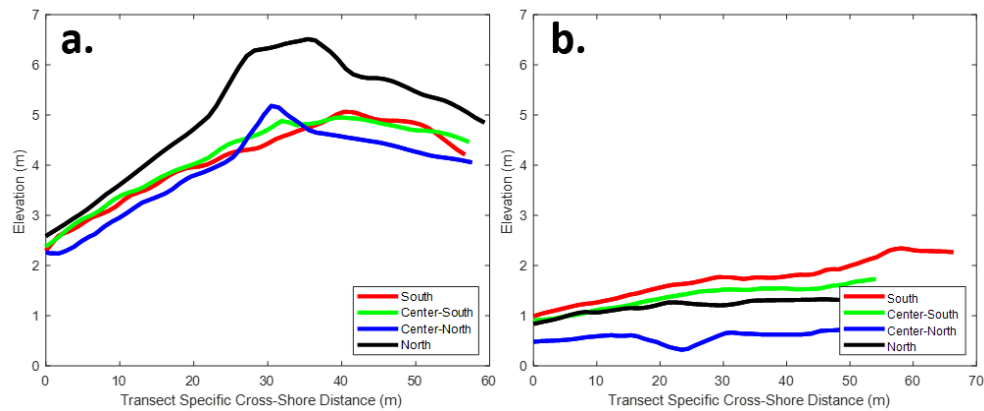 a.
7
6
5
4
3
2
1
0
Elevation (m)
0 10 20 30 40 50 60
Transect Specific Cross-Shore Distance (m)
South
Center-South
Center-North
North
b.
7
6
5
4
3
2
1
0
Elevation (m)
0 10 20 30 40 50 60 70
Transect Specific Cross-Shore Distance (m)
South
Center-South
Center-North
North